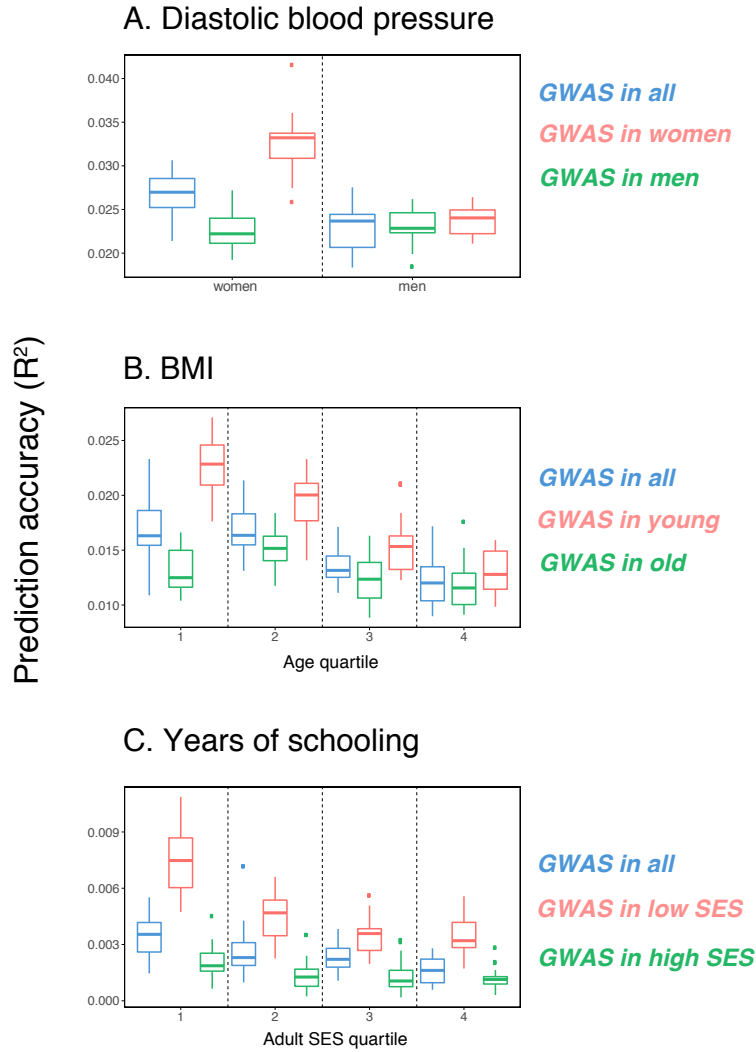 A. Diastolic blood pressure
0.040
0.035
0.030
0.025
0.020
women
men
GWAS in all
GWAS in women
GWAS in men
Prediction accuracy (R²)
B. BMI
0.025
0.020
0.015
0.010
1
2
3
4
Age quartile
GWAS in all
GWAS in young
GWAS in old
C. Years of schooling
0.009
0.006
0.003
0.000
1
2
3
4
Adult SES quartile
GWAS in all
GWAS in low SES
GWAS in high SES